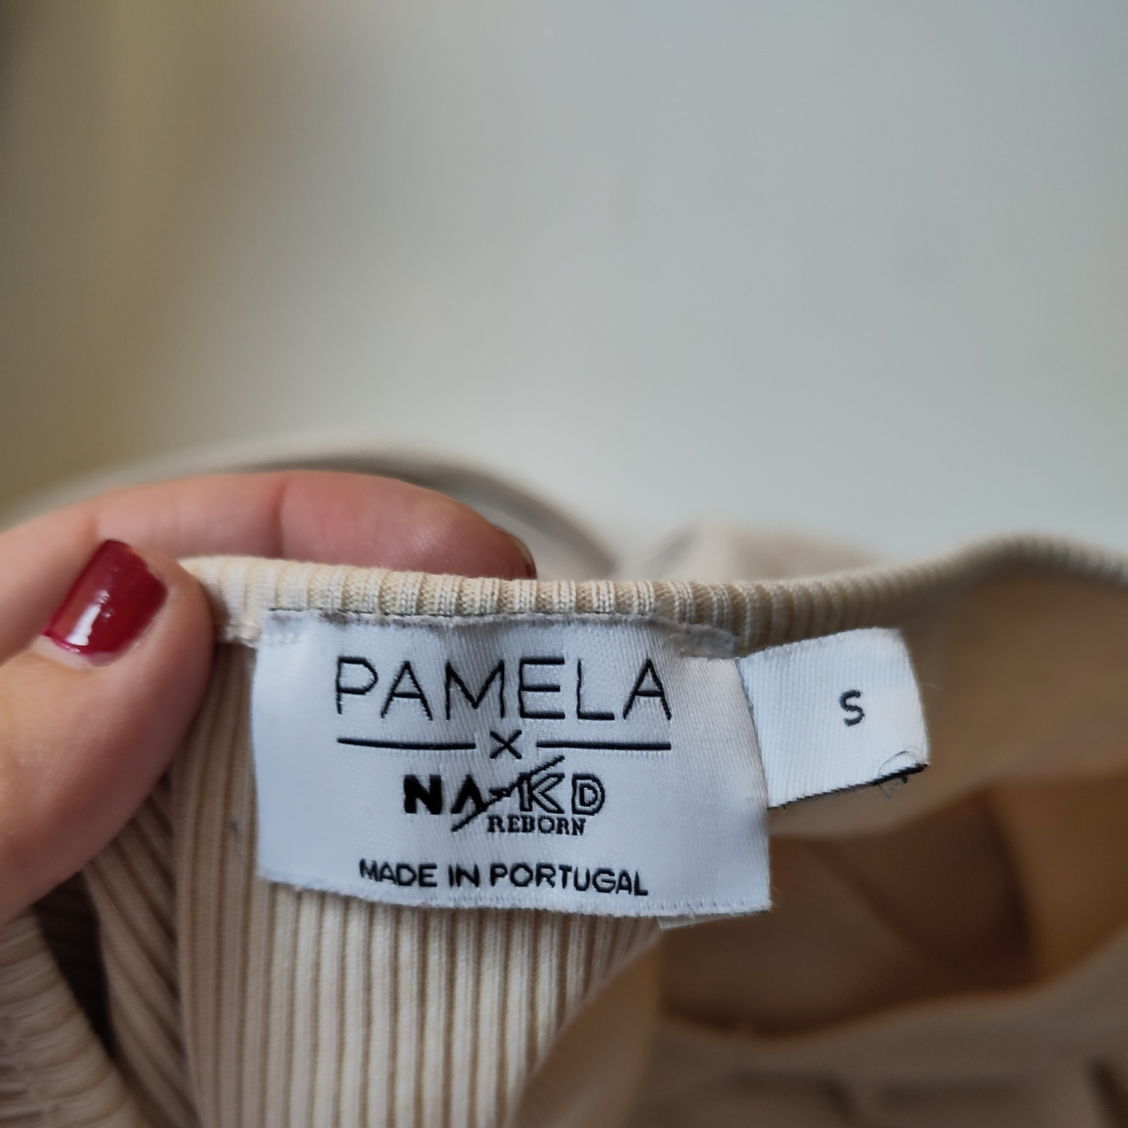 PAMELA
X
NA-KD
REBORN
MADE IN PORTUGAL
S